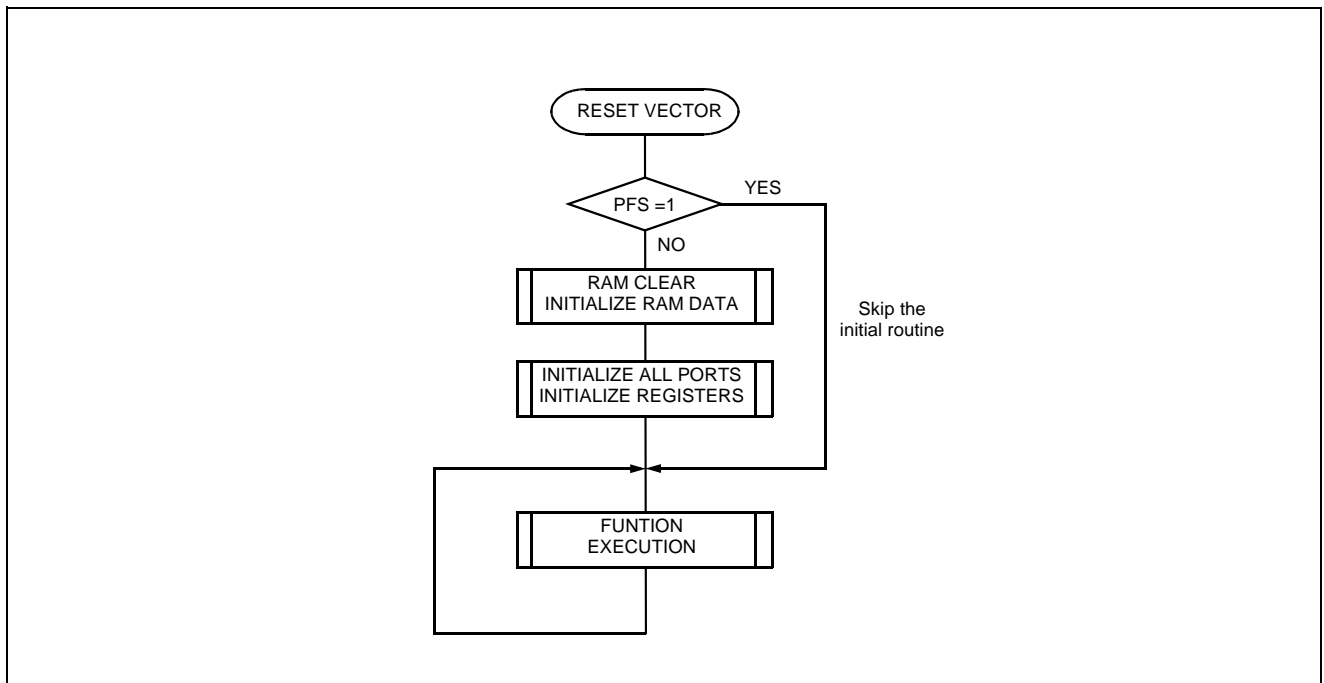 RESET VECTOR
YES
PFS =1
NO
RAM CLEAR
INITIALIZE RAM DATA
Skip the
initial routine
INITIALIZE ALL PORTS
INITIALIZE REGISTERS
FUNTION
EXECUTION